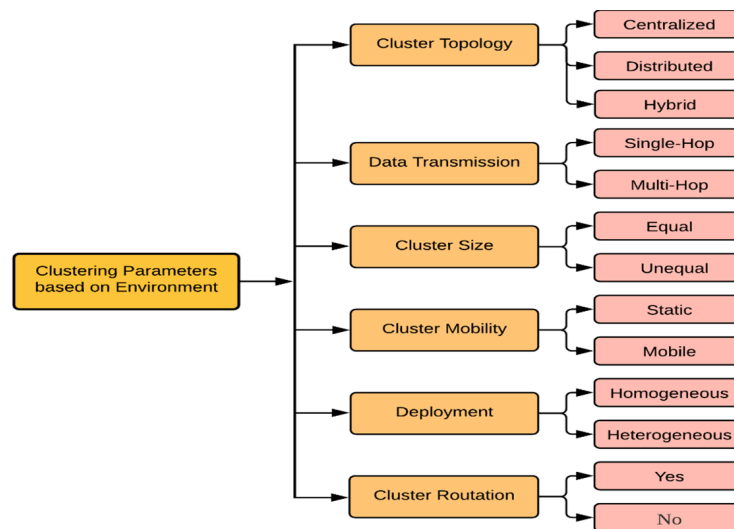 Clustering Parameters
based on Environment
Cluster Topology
Centralized
Distributed
Hybrid
Data Transmission
Single-Hop
Multi-Hop
Cluster Size
Equal
Unequal
Cluster Mobility
Static
Mobile
Deployment
Homogeneous
Heterogeneous
Cluster Routation
Yes
No